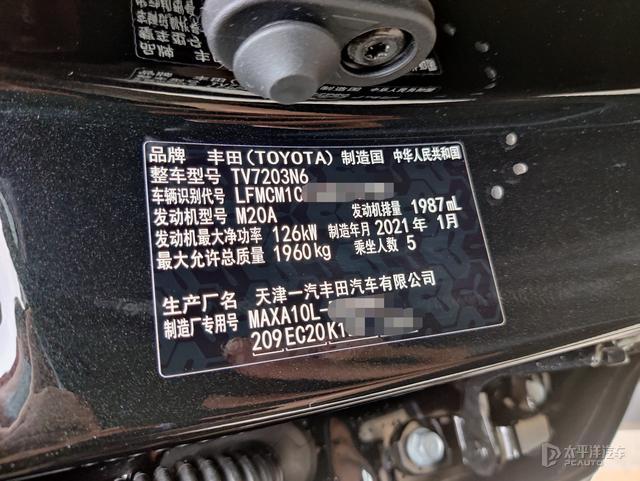 品牌 丰田(TOYOTA) 制造国 中华人民共和国
整车型号 TV7203N6
车辆识别代号 LFMCM1C
发动机型号 M20A 发动机排量 1987mL
发动机最大净功率 126kW 制造年月 2021年 1月
最大允许总质量 1960kg 乘坐人数 5
生产厂名 天津一汽丰田汽车有限公司
制造厂专用号 MAXA10L-
209EC20K1
太平洋汽车
PCAUTO